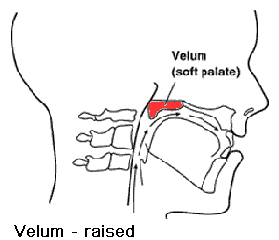 Velum
(soft palate)
Velum - raised